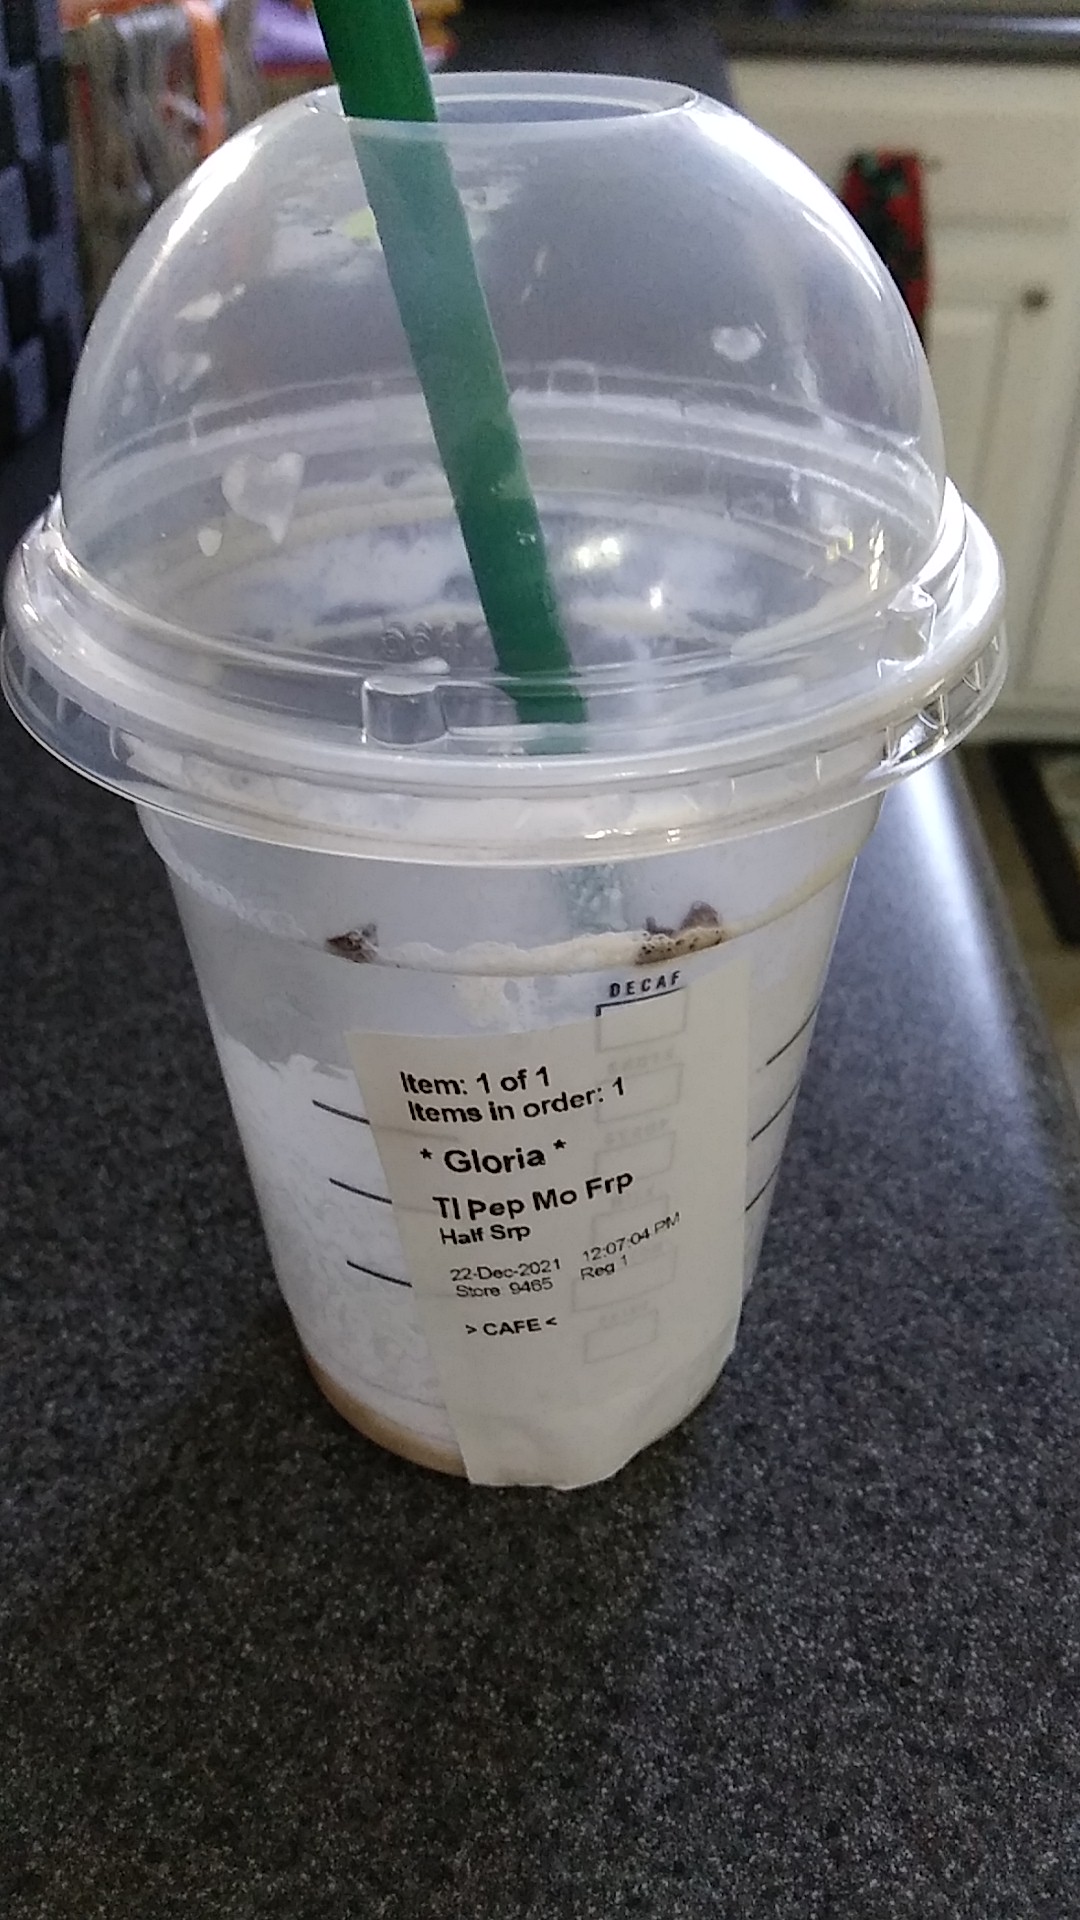 DECAF
Item: 1 of 1
Items in order: 1
* Gloria *
Tl Pep Mo Frp
Half Srp
22-Dec-2021 12:07:04 PM
Store 9465 Reg 1
> CAFE <